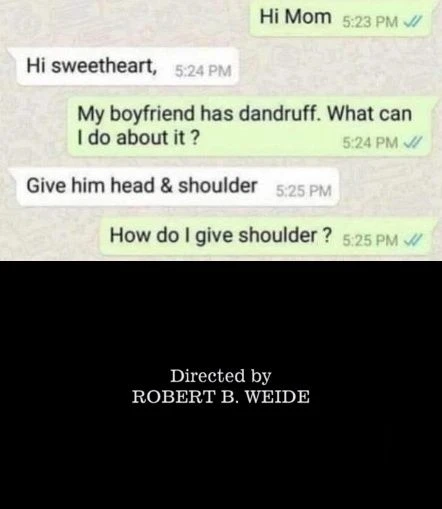 Hi Mom 5:23 PM
Hi sweetheart, 5:24 PM
My boyfriend has dandruff. What can
I do about it ? 5:24 PM
Give him head & shoulder 5:25 PM
How do I give shoulder ? 5:25 PM
Directed by
ROBERT B. WEIDE